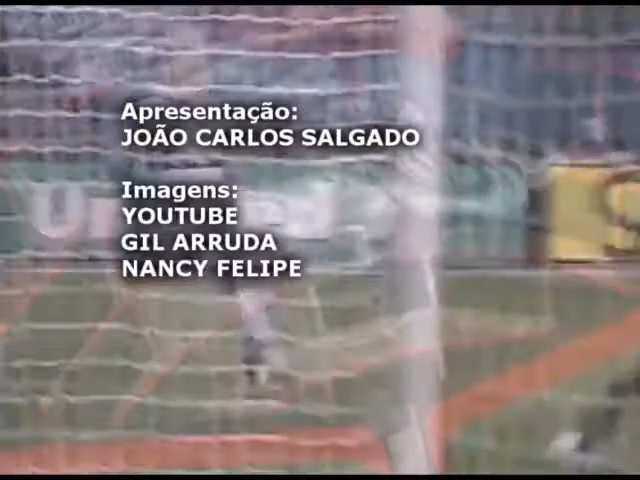 Apresentação:
JOÃO CARLOS SALGADO
Imagens:
YOUTUBE
GIL ARRUDA
NANCY FELIPE